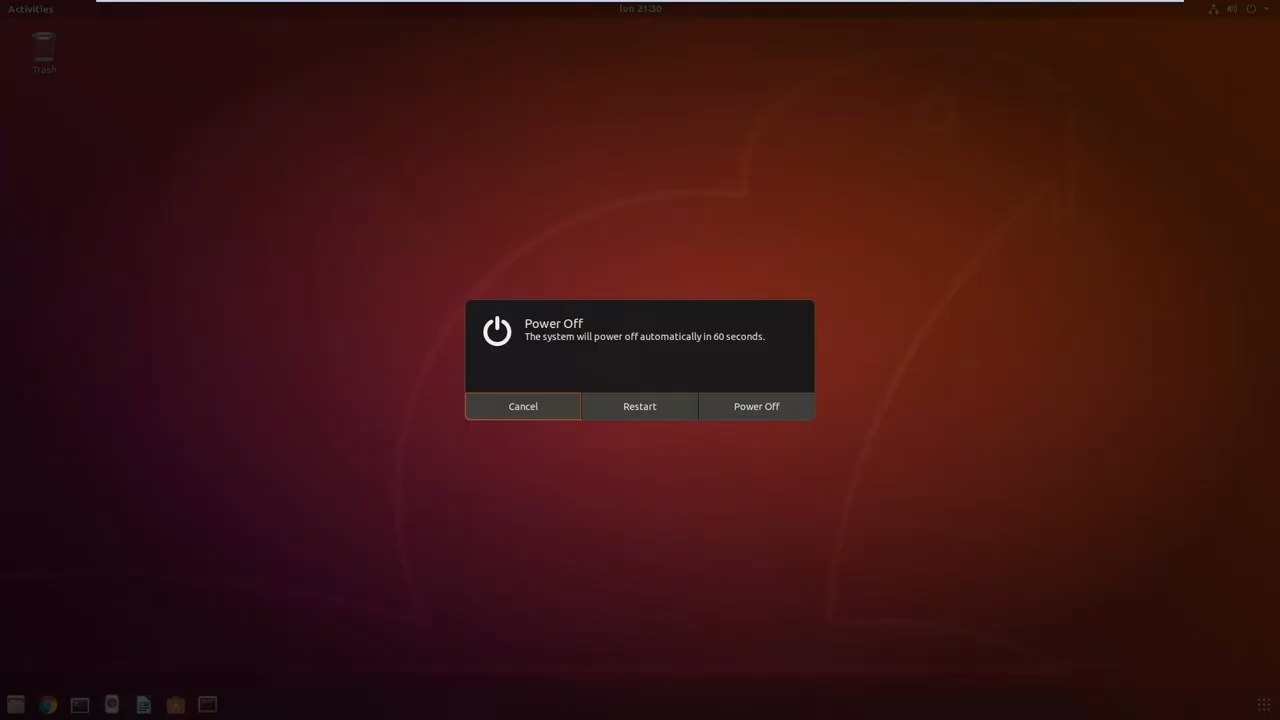 Activities
lun 21:30
Trash
Power Off
The system will power off automatically in 60 seconds.
Cancel
Restart
Power Off